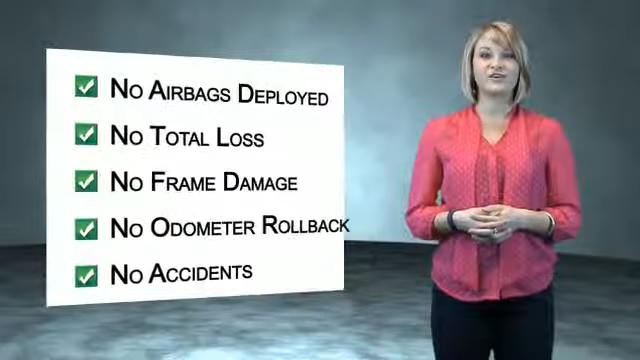 No Airbags Deployed
No Total Loss
No Frame Damage
No Odometer Rollback
No Accidents